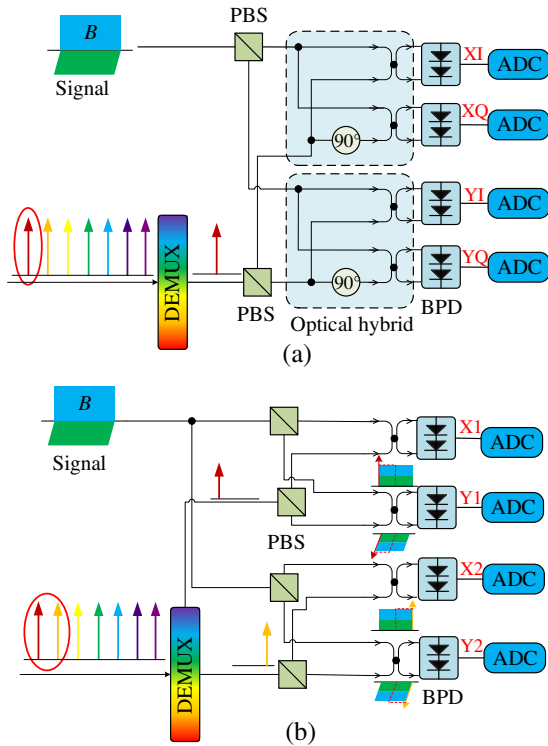 PBS
B
Signal
XI
ADC
XQ
ADC
90°
YI
ADC
YQ
ADC
90°
DEMUX
PBS
Optical hybrid
BPD
(a)
B
Signal
X1
ADC
Y1
ADC
PBS
X2
ADC
DEMUX
Y2
ADC
BPD
(b)